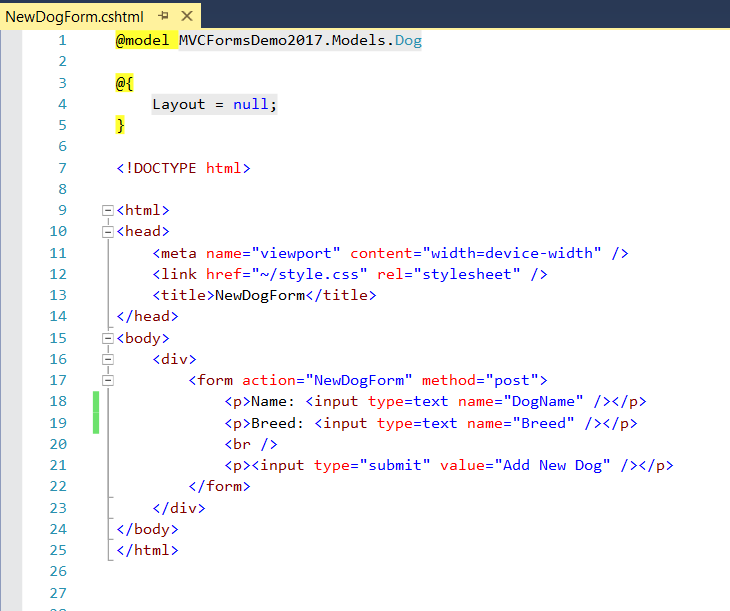 NewDogForm.cshtml
1 @model MVCFormsDemo2017.Models.Dog
2
3 @{
4     Layout = null;
5 }
6
7 <!DOCTYPE html>
8
9 <html>
10 <head>
11     <meta name="viewport" content="width=device-width" />
12     <link href="~/style.css" rel="stylesheet" />
13     <title>NewDogForm</title>
14 </head>
15 <body>
16     <div>
17         <form action="NewDogForm" method="post">
18             <p>Name: <input type=text name="DogName" /></p>
19             <p>Breed: <input type=text name="Breed" /></p>
20             <br />
21             <p><input type="submit" value="Add New Dog" /></p>
22         </form>
23     </div>
24 </body>
25 </html>
26
27